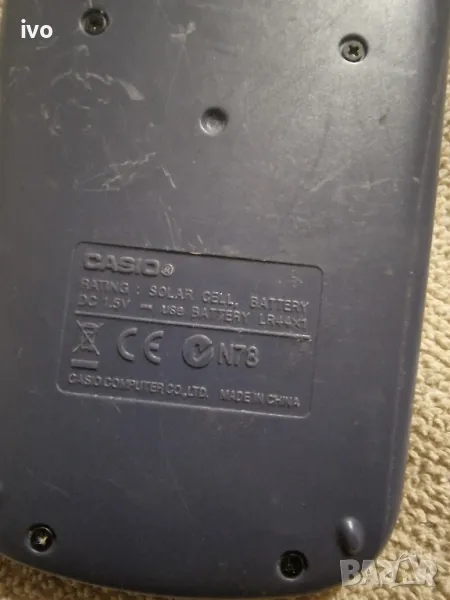 ivo
CASIO®
RATING : SOLAR CELL, BATTERY
DC 1.5V ⎓ USE BATTERY LR44x1
CE N78
CASIO COMPUTER CO.,LTD. MADE IN CHINA
BAZAR